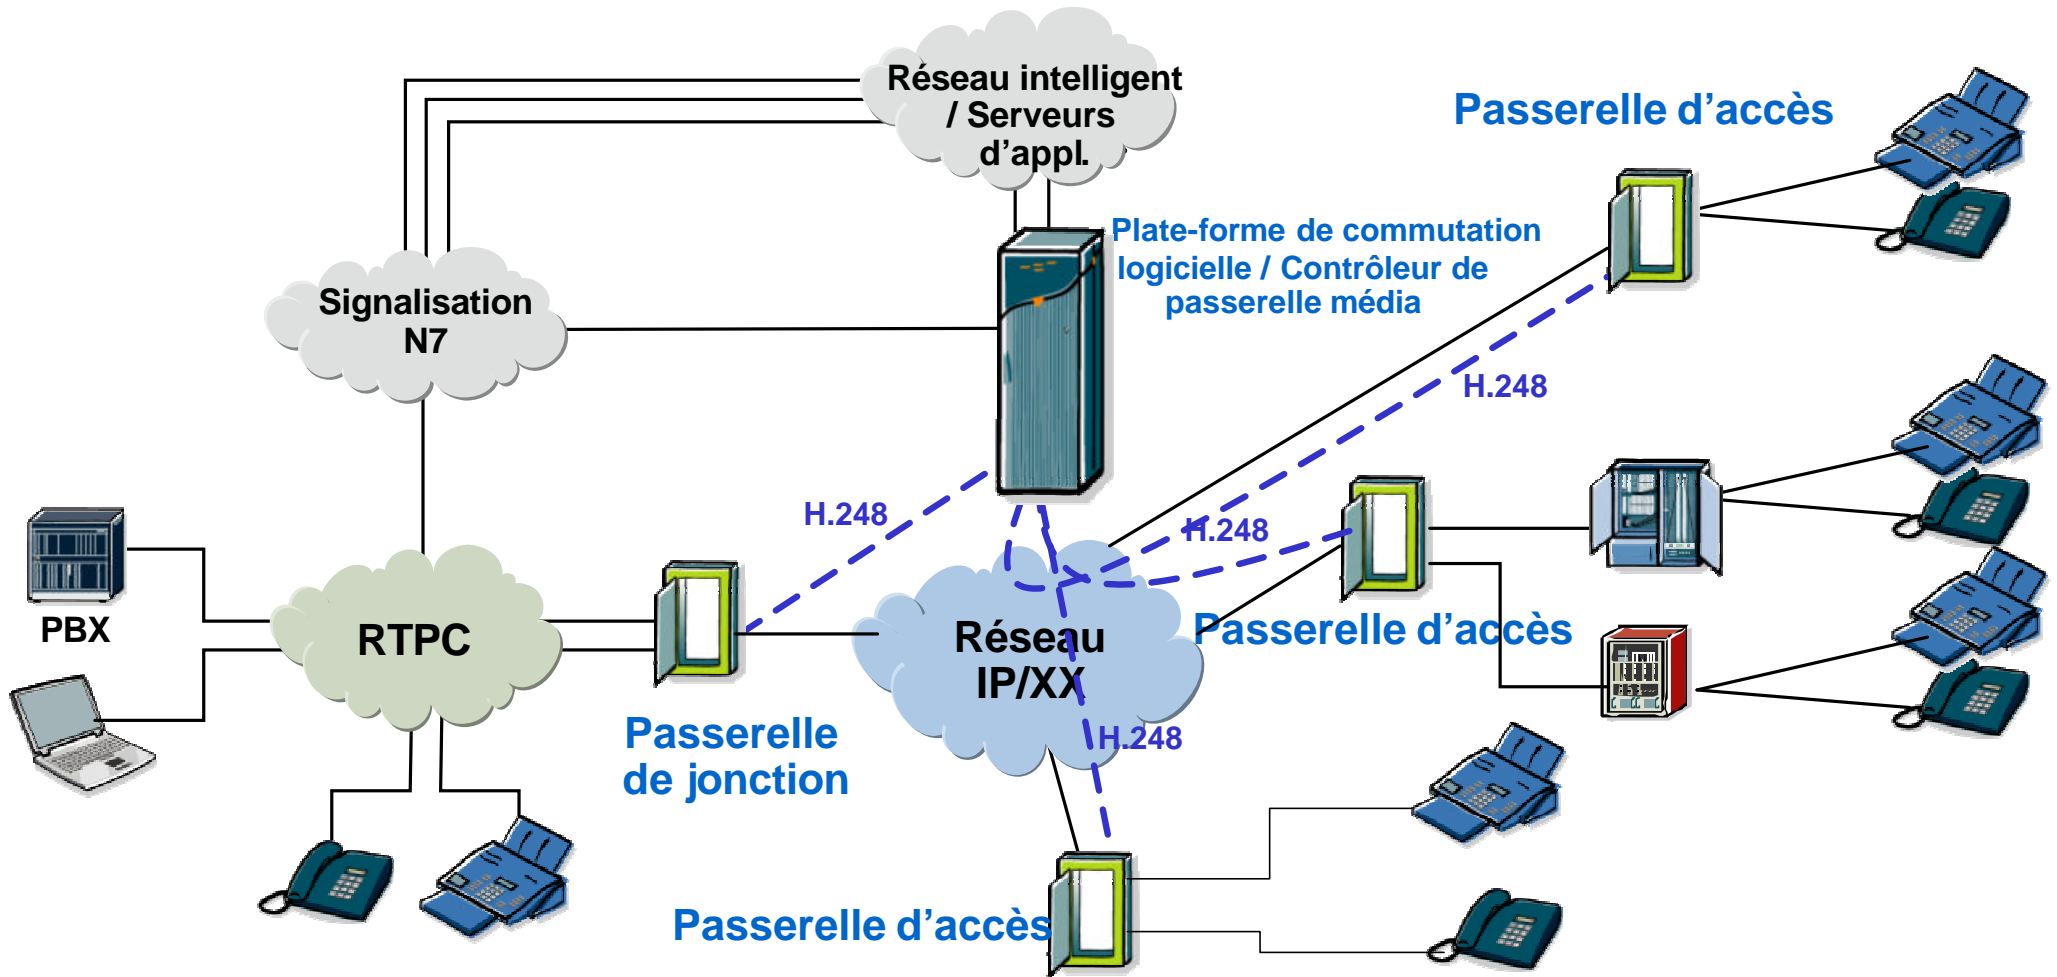 Réseau intelligent
/ Serveurs
d’appl.
Passerelle d’accès
Plate-forme de commutation
logicielle / Contrôleur de
passerelle média
Signalisation
N7
H.248
H.248
H.248
PBX
RTPC
Réseau
IP/XX
Passerelle d’accès
Passerelle
de jonction
H.248
Passerelle d’accès